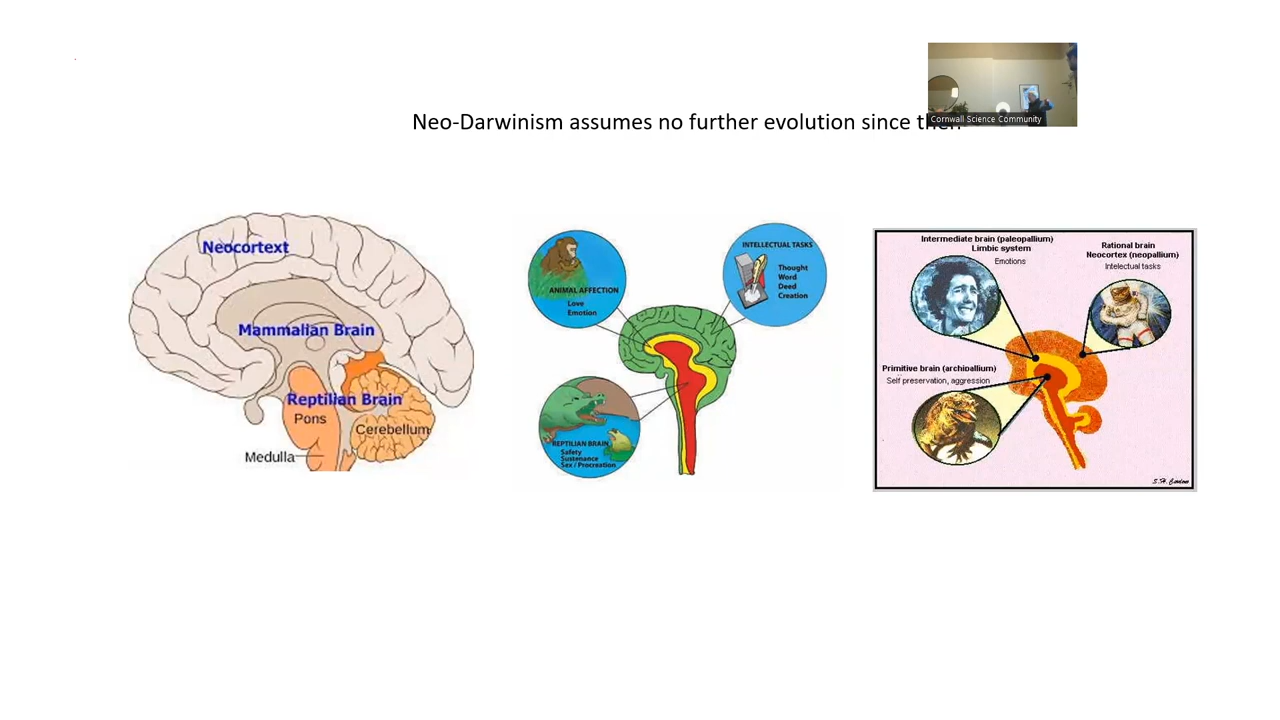 Neo-Darwinism assumes no further evolution since then
Cornwall Science Community
Neocortext
Mammalian Brain
Reptilian Brain
Pons
Cerebellum
Medulla
ANIMAL AFFECTION
Love
Emotion
INTELLECTUAL TASKS
Thought
Word
Deed
Creation
REPTILIAN BRAIN
Safety
Sustenance
Sex / Procreation
Intermediate brain (paleopallium)
Limbic system
Emotions
Rational brain
Neocortex (neopallium)
Intelectual tasks
Primitive brain (archipallium)
Self preservation, aggression